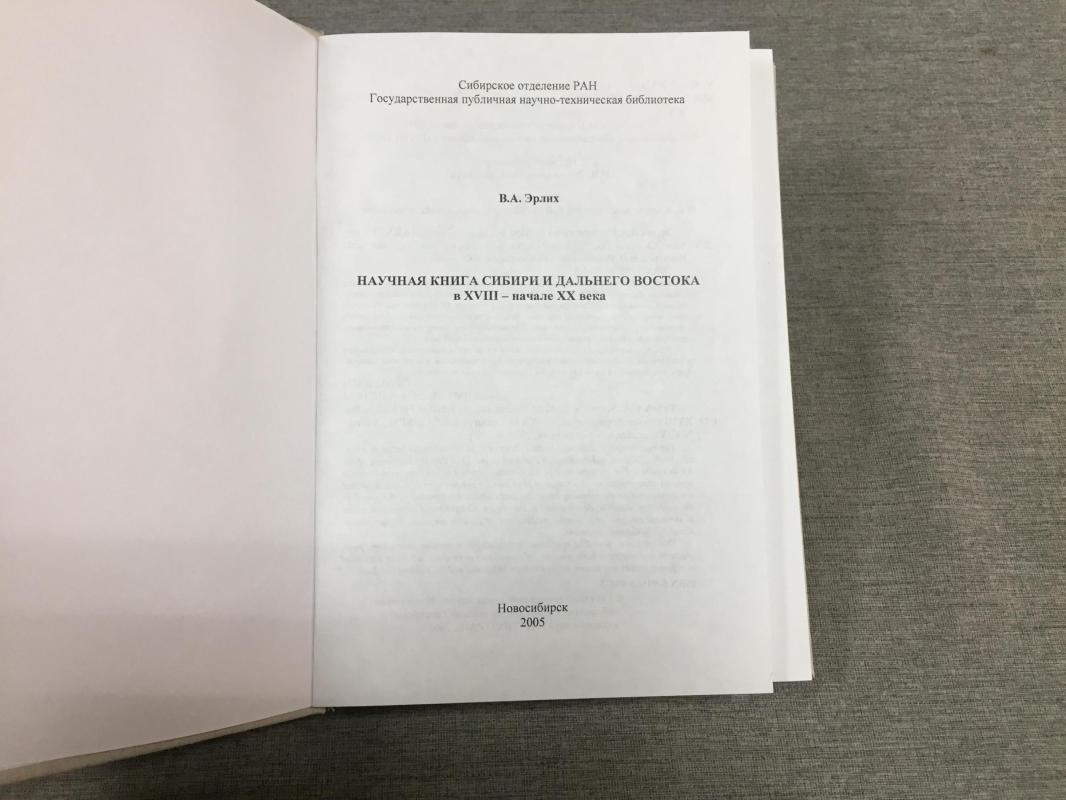 Сибирское отделение РАН
Государственная публичная научно-техническая библиотека
В.А. Эрлих
НАУЧНАЯ КНИГА СИБИРИ И ДАЛЬНЕГО ВОСТОКА
в XVIII – начале XX века
Новосибирск
2005